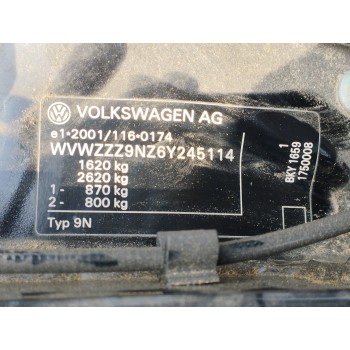 VOLKSWAGEN AG
e1*2001/116*0174
WVWZZZ9NZ6Y245114
1620 kg
2620 kg
1 - 870 kg
2 - 800 kg
Typ 9N
1
BKY 1659
1750008